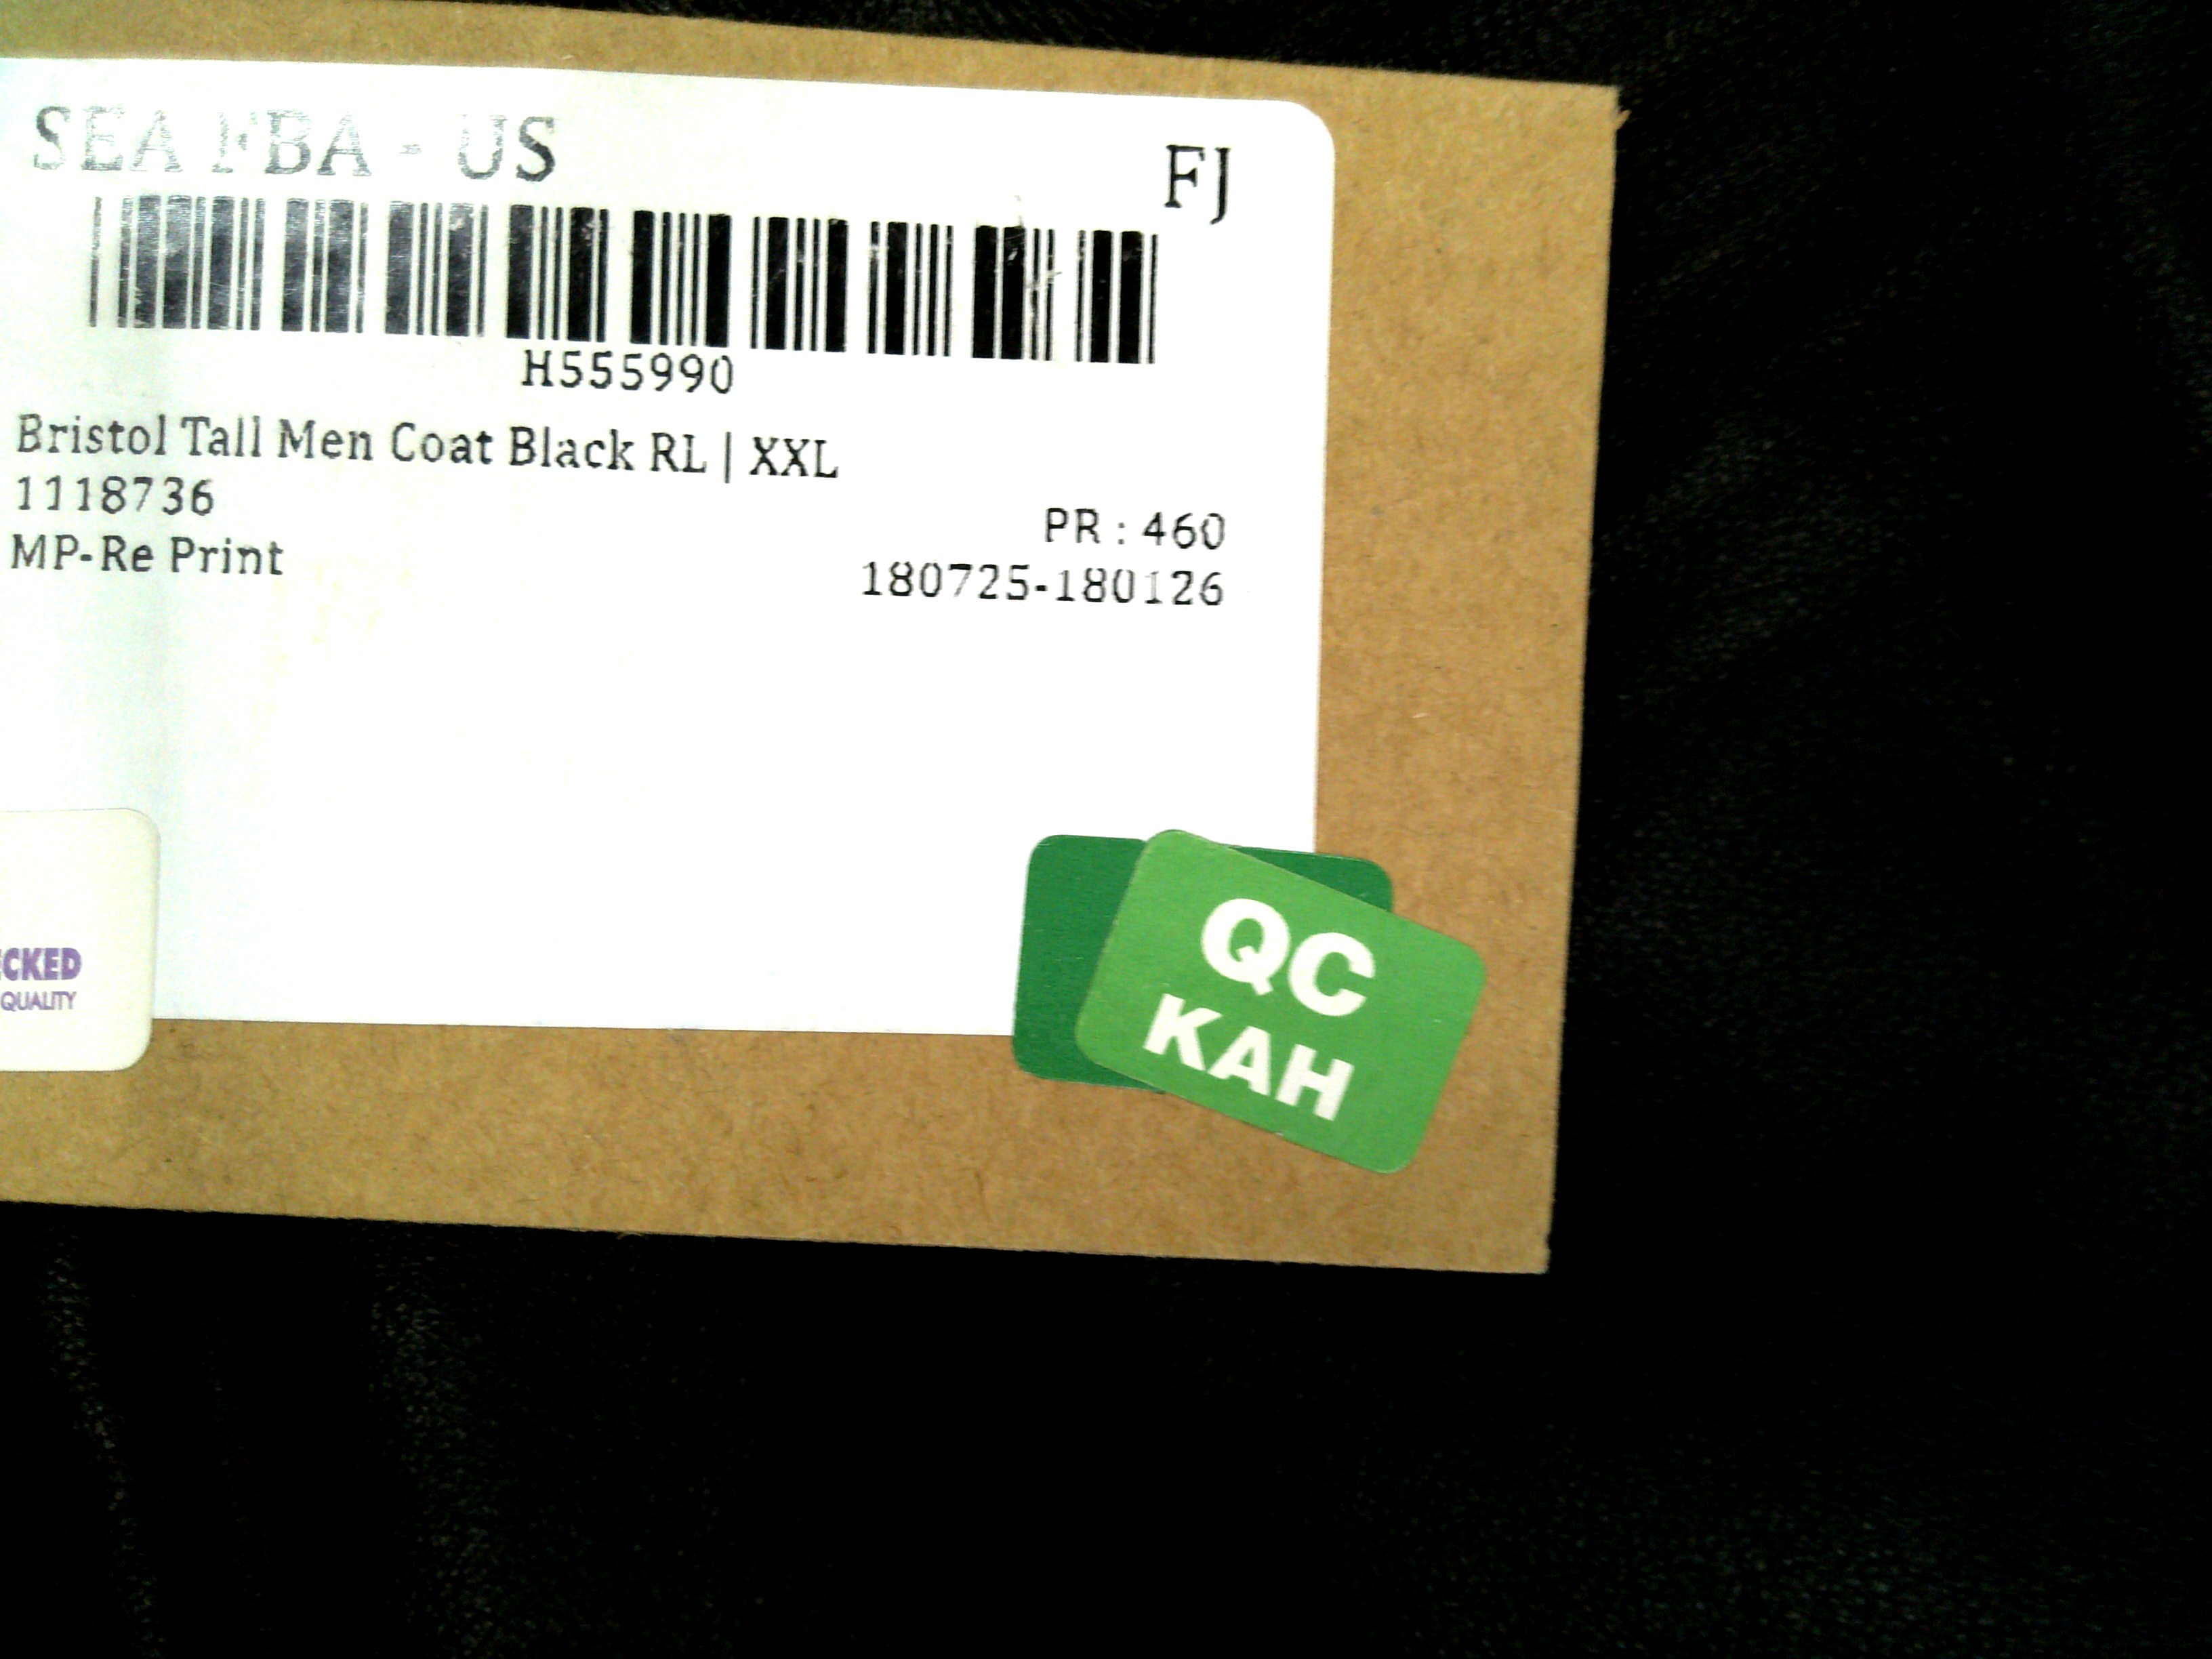 SEA FBA - US
FJ
H555990
Bristol Tall Men Coat Black RL | XXL
1118736
PR : 460
MP-Re Print
180725-180126
QUALITY
QC
KAH